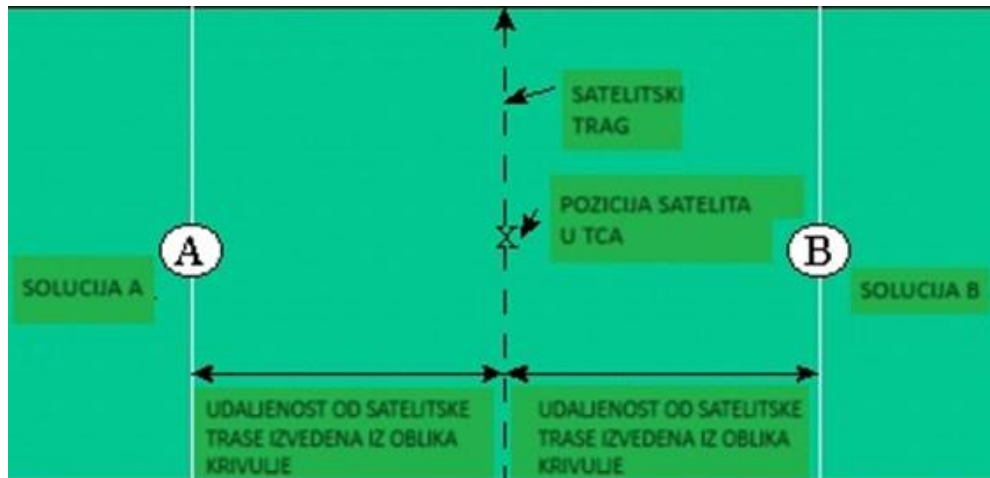 SATELITSKI
TRAG
POZICIJA SATELITA
U TCA
A
B
SOLUCIJA A
SOLUCIJA B
UDALJENOST OD SATELITSKE
TRASE IZVEDENA IZ OBLIKA
KRIVULJE
UDALJENOST OD SATELITSKE
TRASE IZVEDENA IZ OBLIKA
KRIVULJE